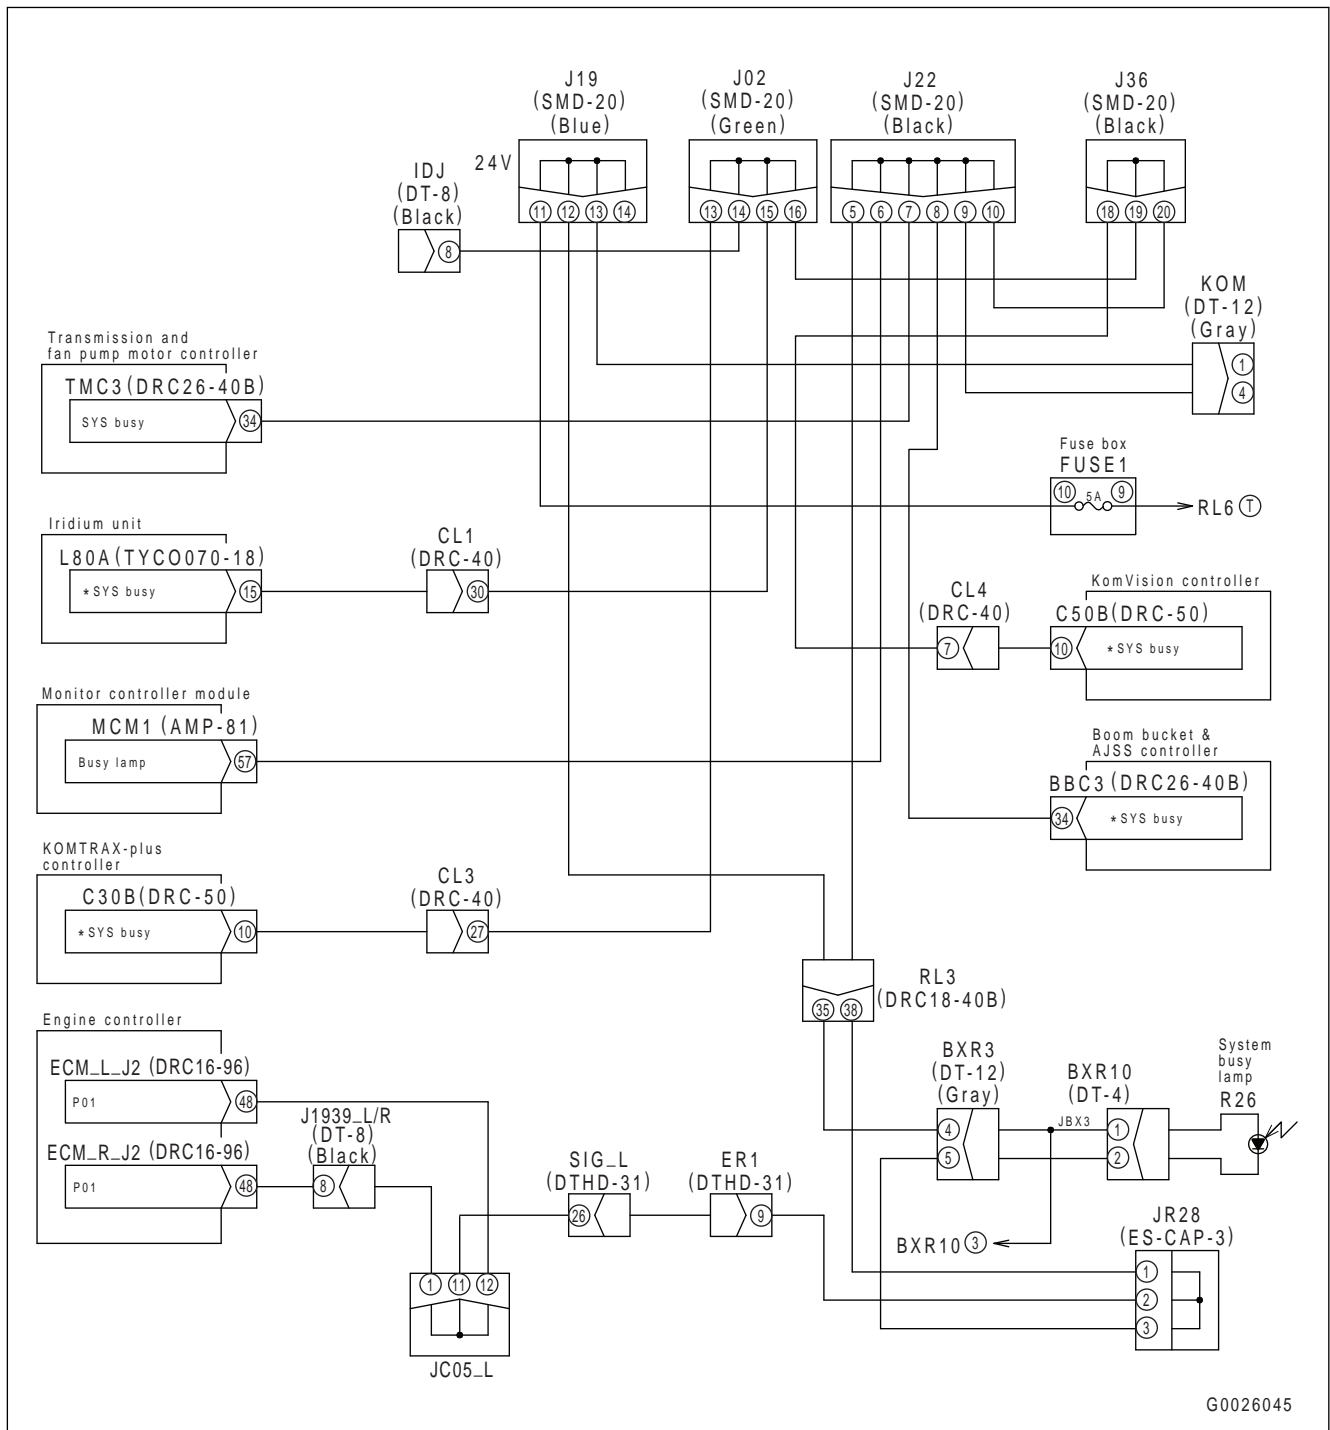 J19
(SMD-20)
(Blue)
J02
(SMD-20)
(Green)
J22
(SMD-20)
(Black)
J36
(SMD-20)
(Black)
24V
11 12 13 14
13 14 15 16
5 6 7 8 9 10
18 19 20
IDJ
(DT-8)
(Black)
8
KOM
(DT-12)
(Gray)
1
4
Transmission and
fan pump motor controller
TMC3(DRC26-40B)
SYS busy
34
Fuse box
FUSE1
10 5A 9
RL6 T
Iridium unit
L80A(TYCO070-18)
*SYS busy
15
CL1
(DRC-40)
30
CL4
(DRC-40)
7
KomVision controller
C50B(DRC-50)
10
*SYS busy
Monitor controller module
MCM1 (AMP-81)
Busy lamp
57
Boom bucket &
AJSS controller
BBC3(DRC26-40B)
34
*SYS busy
KOMTRAX-plus
controller
C30B(DRC-50)
*SYS busy
10
CL3
(DRC-40)
27
RL3
(DRC18-40B)
35 38
Engine controller
ECM_L_J2 (DRC16-96)
P01
48
ECM_R_J2 (DRC16-96)
P01
48
J1939_L/R
(DT-8)
(Black)
8
SIG_L
(DTHD-31)
26
ER1
(DTHD-31)
9
BXR3
(DT-12)
(Gray)
4
5
JBX3
BXR10
(DT-4)
1
2
System
busy
lamp
R26
BXR10 3
JR28
(ES-CAP-3)
1
2
3
1 11 12
JC05_L
G0026045